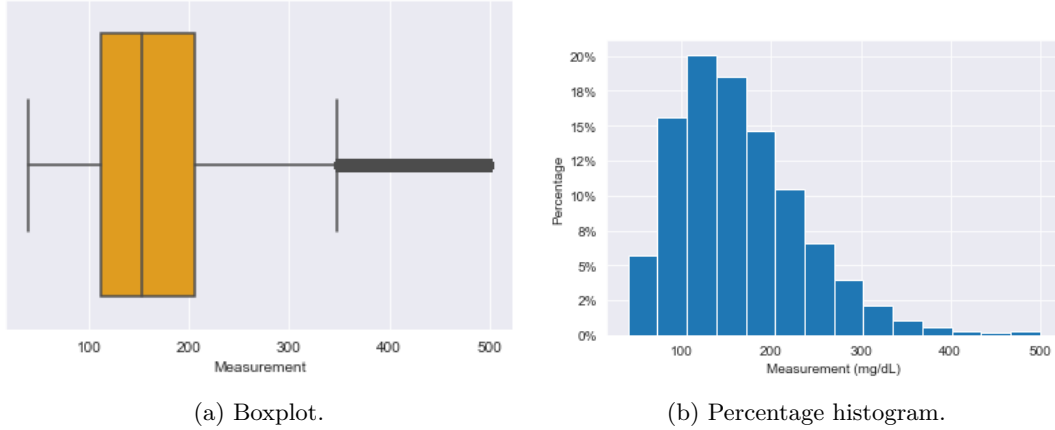 100 200 300 400 500
Measurement
(a) Boxplot.
20%
18%
15%
12%
10%
8%
5%
2%
0%
Percentage
100 200 300 400 500
Measurement (mg/dL)
(b) Percentage histogram.